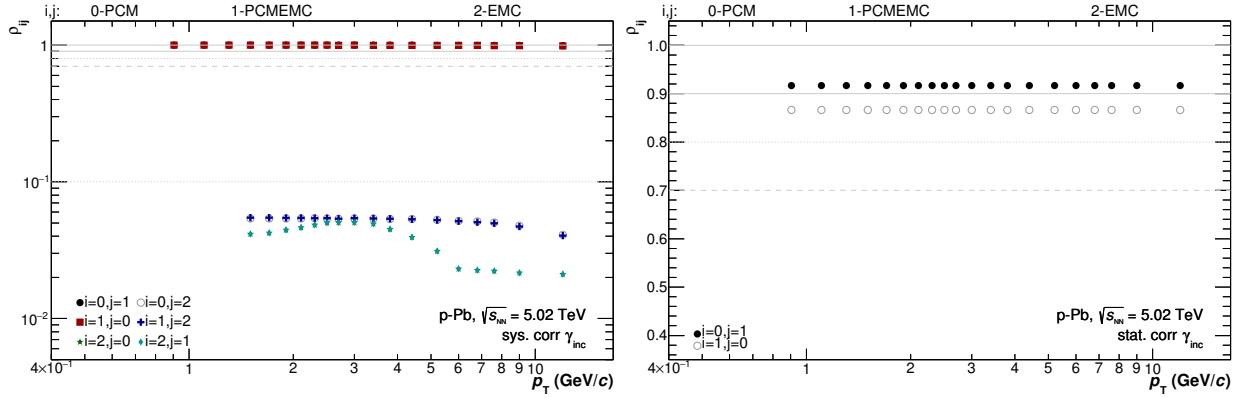 i,j: 0-PCM 1-PCMEMC 2-EMC
ρij
1
10⁻¹
10⁻²
i=0,j=1 i=0,j=2
i=1,j=0 i=1,j=2
i=2,j=0 i=2,j=1
p-Pb, √sNN = 5.02 TeV
sys. corr γinc
4×10⁻¹ 1 2 3 4 5 6 7 8 9 10
pT (GeV/c)
i,j: 0-PCM 1-PCMEMC 2-EMC
ρij
1.0
0.9
0.8
0.7
0.6
0.5
0.4
i=0,j=1
i=1,j=0
p-Pb, √sNN = 5.02 TeV
stat. corr γinc
4×10⁻¹ 1 2 3 4 5 6 7 8 9 10
pT (GeV/c)